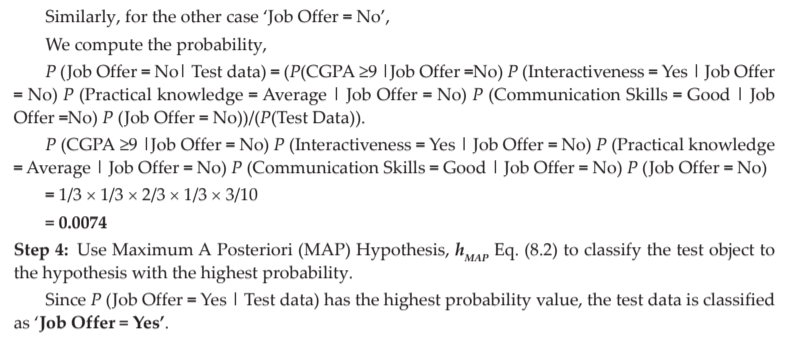 Similarly, for the other case ‘Job Offer = No’,
We compute the probability,
P (Job Offer = No| Test data) = (P(CGPA ≥9 |Job Offer =No) P (Interactiveness = Yes | Job Offer
= No) P (Practical knowledge = Average | Job Offer = No) P (Communication Skills = Good | Job
Offer =No) P (Job Offer = No))/(P(Test Data)).
P (CGPA ≥9 |Job Offer = No) P (Interactiveness = Yes | Job Offer = No) P (Practical knowledge
= Average | Job Offer = No) P (Communication Skills = Good | Job Offer = No) P (Job Offer = No)
= 1/3 × 1/3 × 2/3 × 1/3 × 3/10
= 0.0074
Step 4: Use Maximum A Posteriori (MAP) Hypothesis, hMAP Eq. (8.2) to classify the test object to
the hypothesis with the highest probability.
Since P (Job Offer = Yes | Test data) has the highest probability value, the test data is classified
as ‘Job Offer = Yes’.